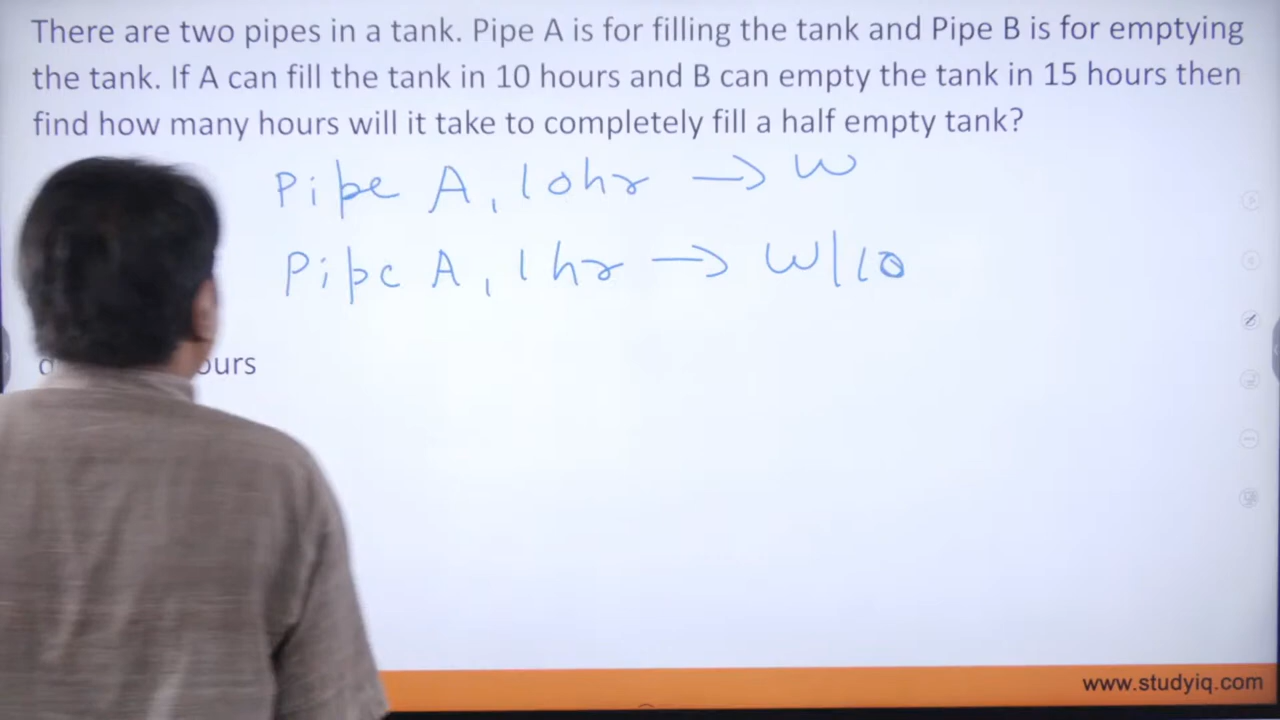 There are two pipes in a tank. Pipe A is for filling the tank and Pipe B is for emptying
the tank. If A can fill the tank in 10 hours and B can empty the tank in 15 hours then
find how many hours will it take to completely fill a half empty tank?
Pipe A, 10hr → W
Pipe A, 1hr → W/10
www.studyiq.com